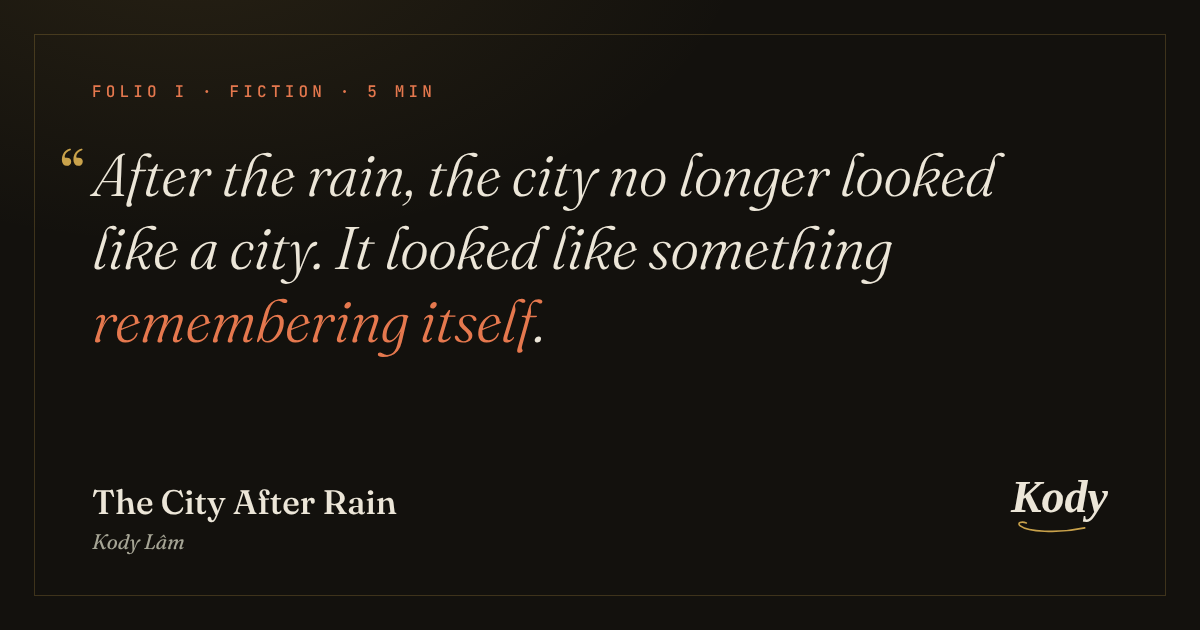 FOLIO I · FICTION · 5 MIN
“After the rain, the city no longer looked
like a city. It looked like something
remembering itself.
The City After Rain
Kody Lâm
Kody